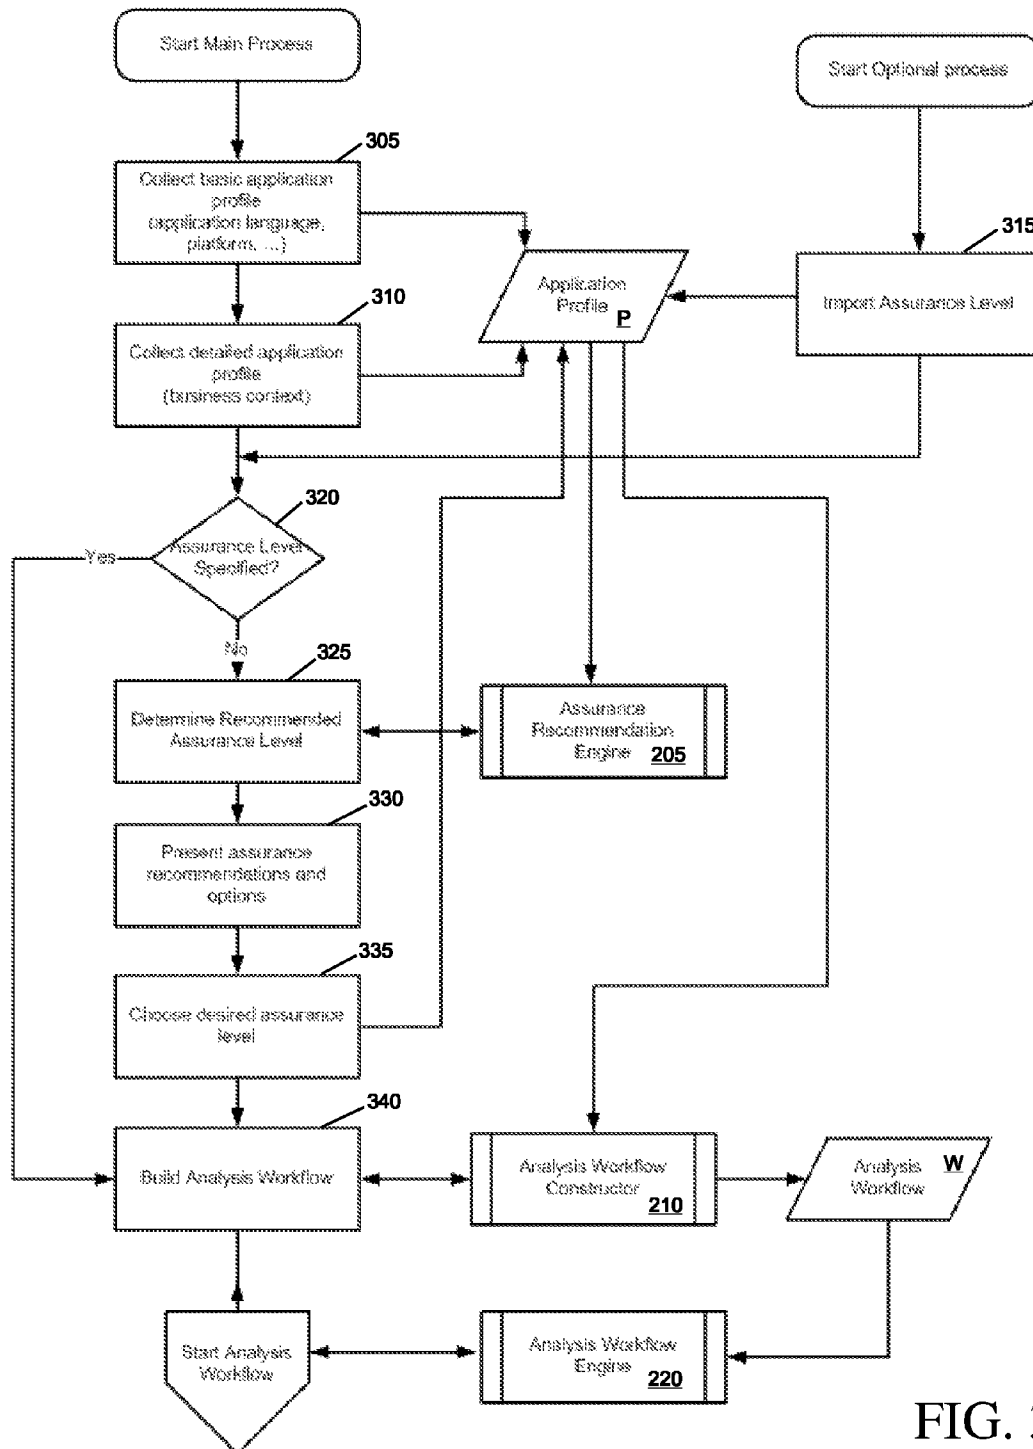 Start Main Process
Start Optional process
305
Collect basic application
profile
(application language,
platform, ...)
315
Application
Profile
P
Import Assurance Level
310
Collect detailed application
profile
(business context)
320
Assurance Level
Specified?
Yes
No
325
Determine Recommended
Assurance Level
Assurance
Recommendation
Engine
205
330
Present assurance
recommendations and
options
335
Choose desired assurance
level
340
Build Analysis Workflow
Analysis Workflow
Constructor
210
Analysis
Workflow
W
Start Analysis
Workflow
Analysis Workflow
Engine
220
FIG.